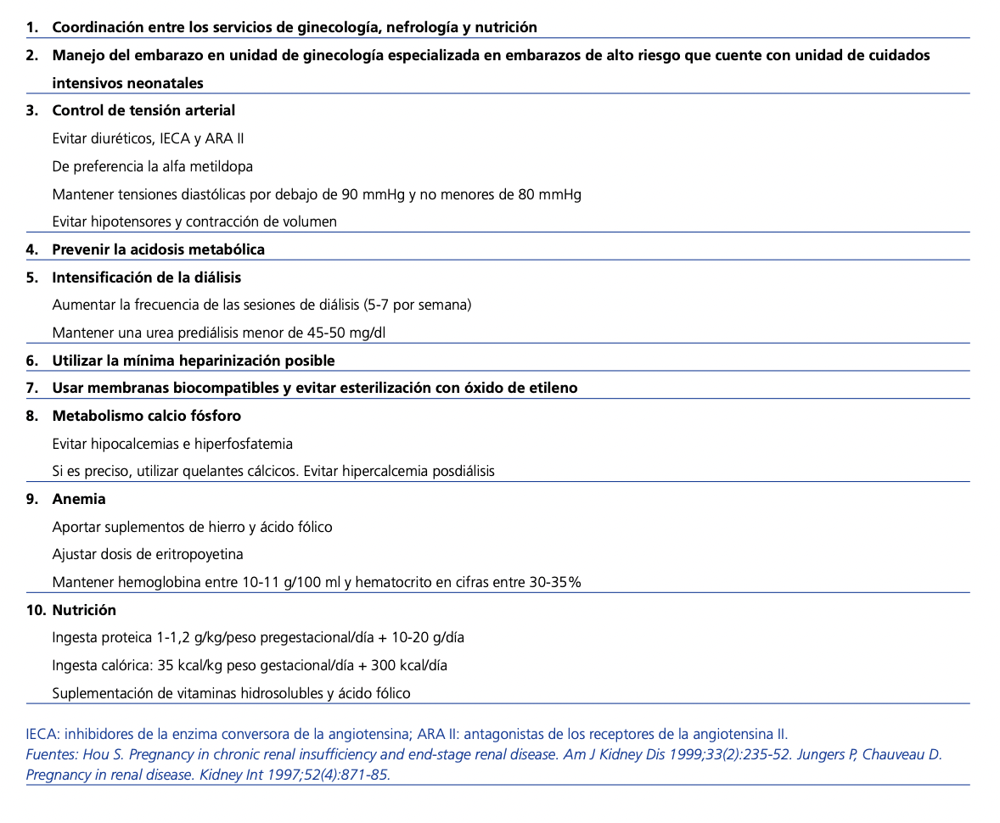 1. Coordinación entre los servicios de ginecología, nefrología y nutrición
2. Manejo del embarazo en unidad de ginecología especializada en embarazos de alto riesgo que cuente con unidad de cuidados
intensivos neonatales
3. Control de tensión arterial
Evitar diuréticos, IECA y ARA II
De preferencia la alfa metildopa
Mantener tensiones diastólicas por debajo de 90 mmHg y no menores de 80 mmHg
Evitar hipotensores y contracción de volumen
4. Prevenir la acidosis metabólica
5. Intensificación de la diálisis
Aumentar la frecuencia de las sesiones de diálisis (5-7 por semana)
Mantener una urea prediálisis menor de 45-50 mg/dl
6. Utilizar la mínima heparinización posible
7. Usar membranas biocompatibles y evitar esterilización con óxido de etileno
8. Metabolismo calcio fósforo
Evitar hipocalcemias e hiperfosfatemia
Si es preciso, utilizar quelantes cálcicos. Evitar hipercalcemia posdiálisis
9. Anemia
Aportar suplementos de hierro y ácido fólico
Ajustar dosis de eritropoyetina
Mantener hemoglobina entre 10-11 g/100 ml y hematocrito en cifras entre 30-35%
10. Nutrición
Ingesta proteica 1-1,2 g/kg/peso pregestacional/día + 10-20 g/día
Ingesta calórica: 35 kcal/kg peso gestacional/día + 300 kcal/día
Suplementación de vitaminas hidrosolubles y ácido fólico
IECA: inhibidores de la enzima conversora de la angiotensina; ARA II: antagonistas de los receptores de la angiotensina II.
Fuentes: Hou S. Pregnancy in chronic renal insufficiency and end-stage renal disease. Am J Kidney Dis 1999;33(2):235-52. Jungers P, Chauveau D.
Pregnancy in renal disease. Kidney Int 1997;52(4):871-85.